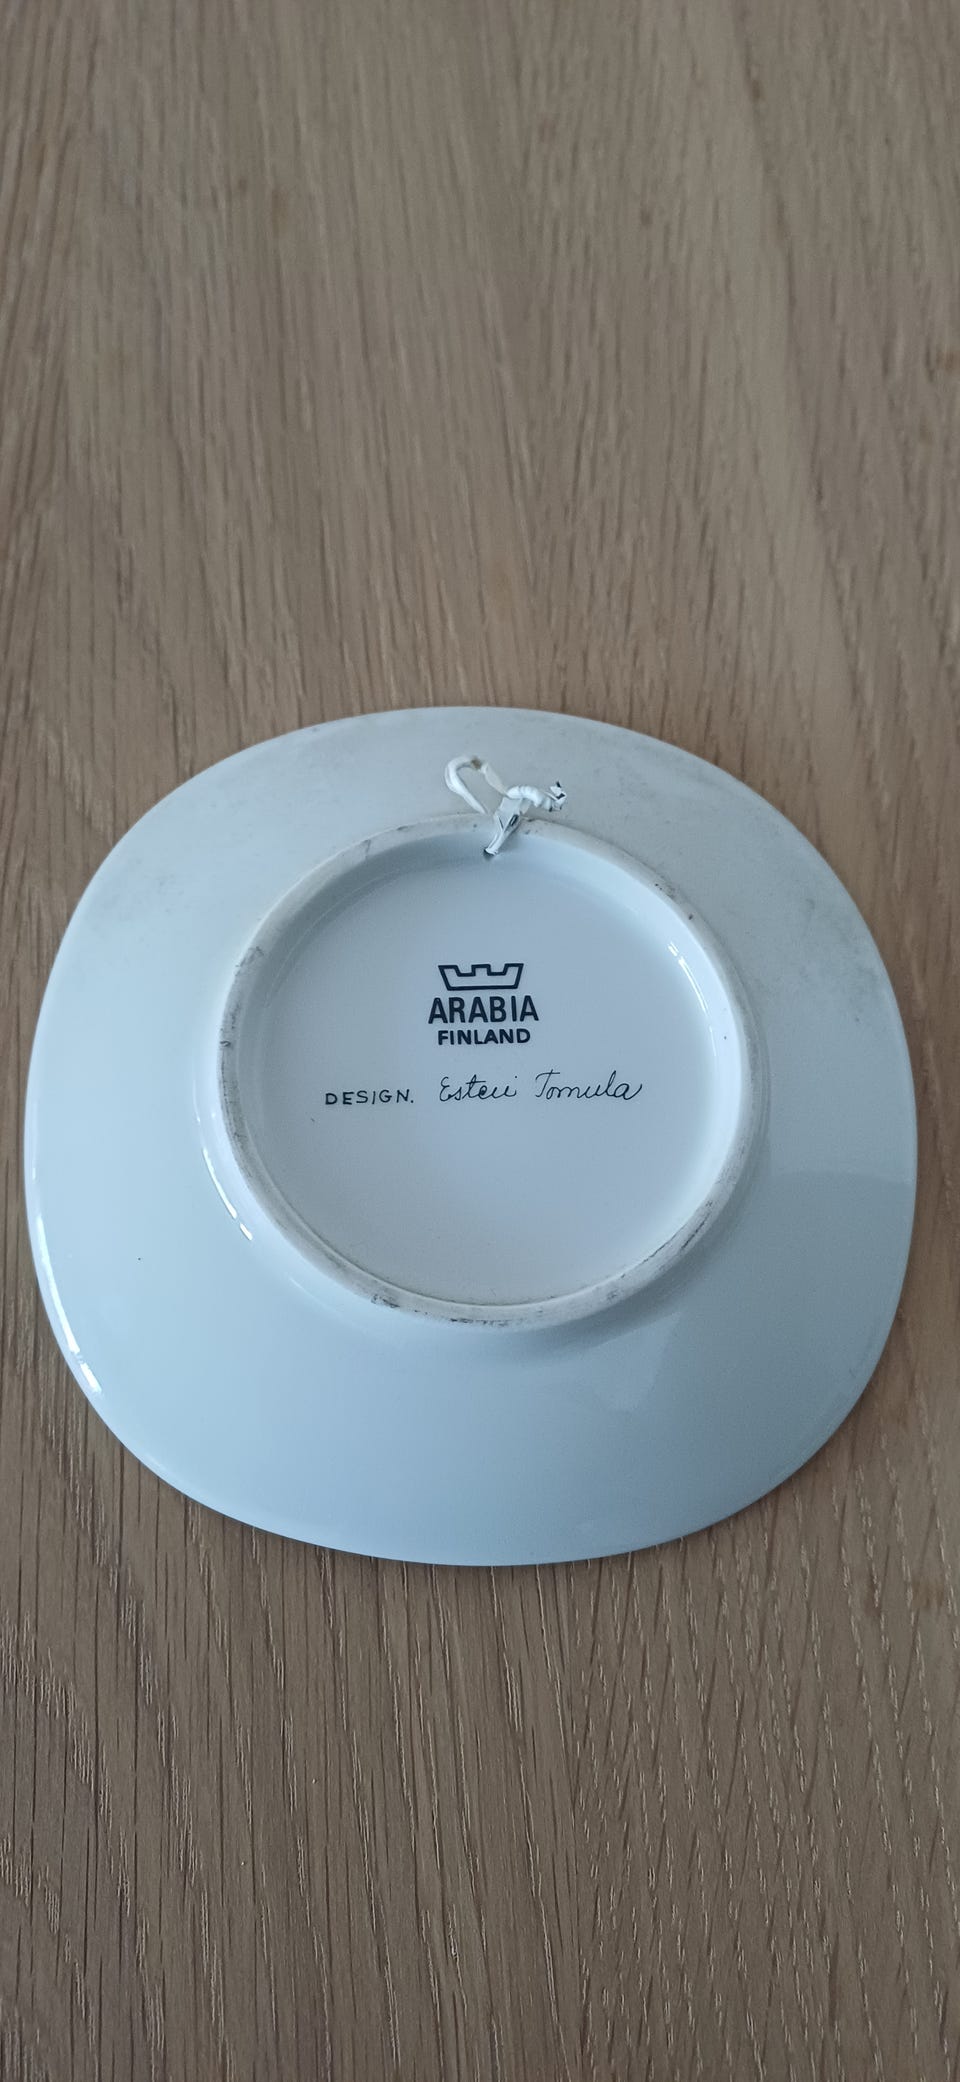 ARABIA
FINLAND
DESIGN. Esteri Tomula